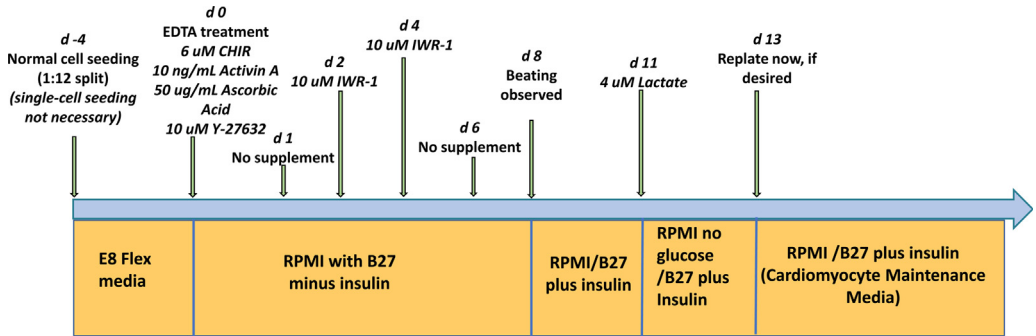 d -4
Normal cell seeding
(1:12 split)
(single-cell seeding
not necessary)
d 0
EDTA treatment
6 uM CHIR
10 ng/mL Activin A
50 ug/mL Ascorbic
Acid
10 uM Y-27632
d 1
No supplement
d 2
10 uM IWR-1
d 4
10 uM IWR-1
d 6
No supplement
d 8
Beating
observed
d 11
4 uM Lactate
d 13
Replate now, if
desired
E8 Flex
media
RPMI with B27
minus insulin
RPMI/B27
plus insulin
RPMI no
glucose
/B27 plus
Insulin
RPMI /B27 plus insulin
(Cardiomyocyte Maintenance
Media)